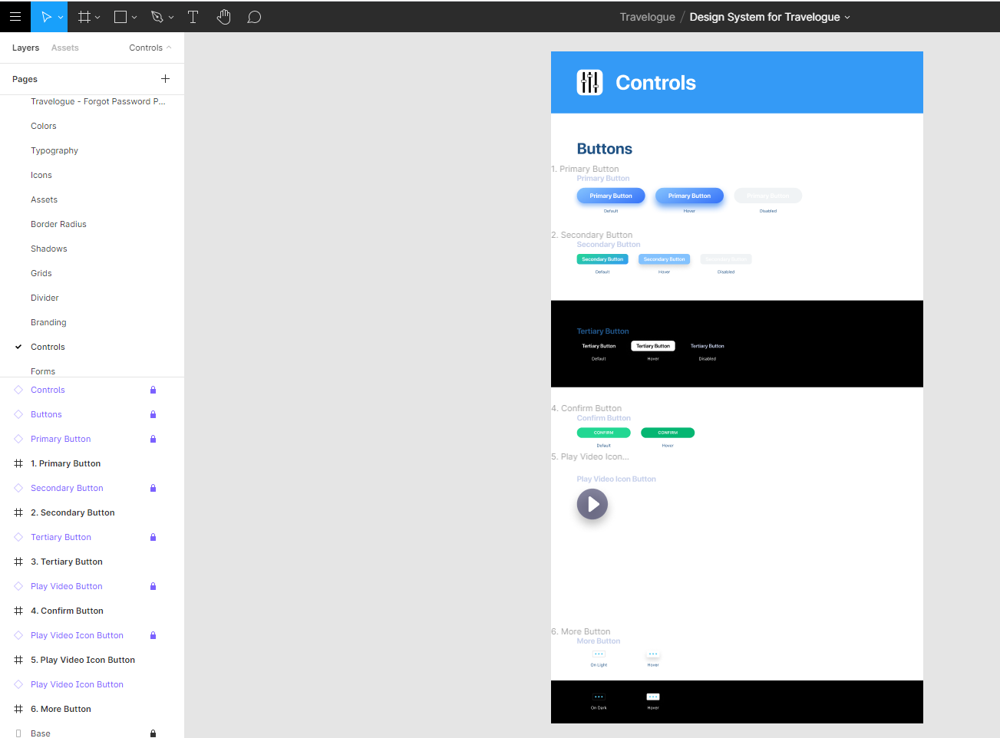 Travelogue / Design System for Travelogue
Layers Assets Controls
Pages
Travelogue - Forgot Password P...
Colors
Typography
Icons
Assets
Border Radius
Shadows
Grids
Divider
Branding
Controls
Forms
Controls
Buttons
Primary Button
1. Primary Button
Secondary Button
2. Secondary Button
Tertiary Button
3. Tertiary Button
Play Video Button
4. Confirm Button
Play Video Icon Button
5. Play Video Icon Button
Play Video Icon Button
6. More Button
Base
Controls
Buttons
1. Primary Button
Primary Button
Primary Button Primary Button Primary Button
Default Hover Disabled
2. Secondary Button
Secondary Button
Secondary Button Secondary Button Secondary Button
Default Hover Disabled
Tertiary Button
Tertiary Button Tertiary Button Tertiary Button
Default Hover Disabled
4. Confirm Button
Confirm Button
CONFIRM CONFIRM
Default Hover
5. Play Video Icon...
Play Video Icon Button
6. More Button
More Button
On Light Hover
On Dark Hover